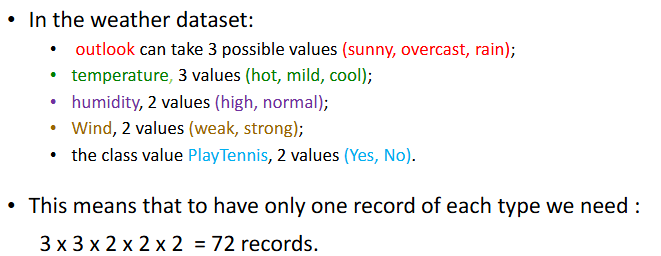 • In the weather dataset:
• outlook can take 3 possible values (sunny, overcast, rain);
• temperature, 3 values (hot, mild, cool);
• humidity, 2 values (high, normal);
• Wind, 2 values (weak, strong);
• the class value PlayTennis, 2 values (Yes, No).
• This means that to have only one record of each type we need :
3 x 3 x 2 x 2 x 2 = 72 records.